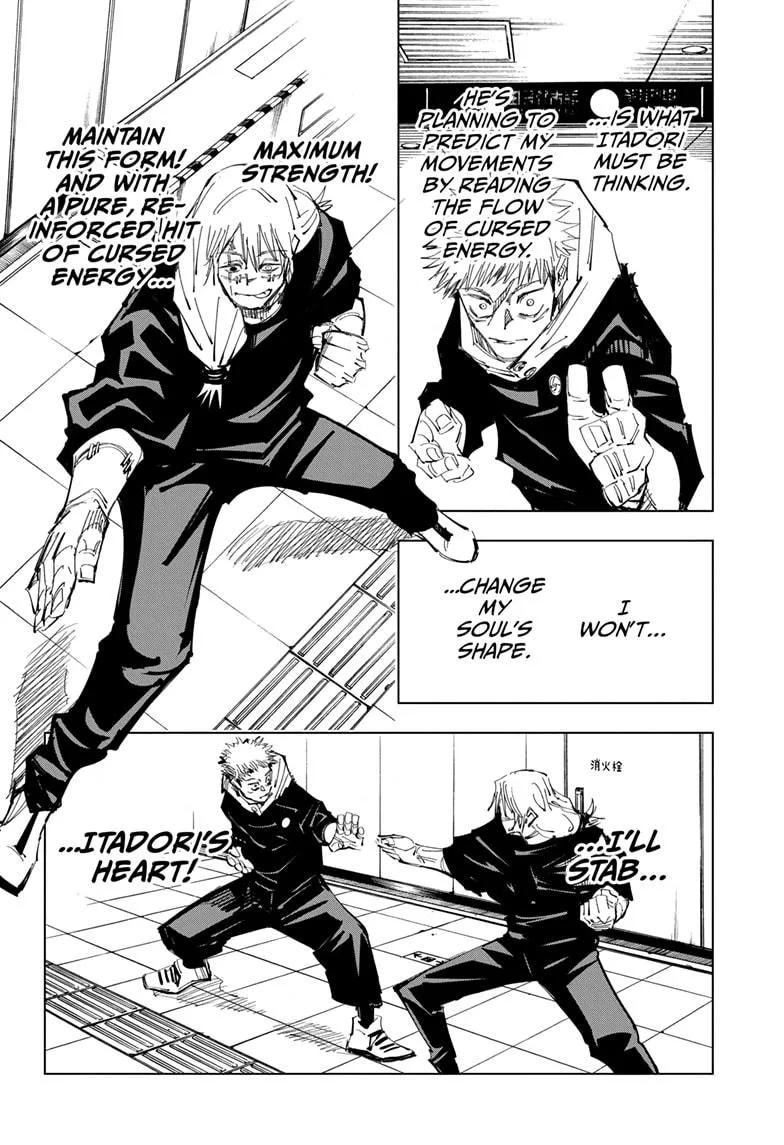 HE'S
PLANNING TO
PREDICT MY
MOVEMENTS
BY READING
THE FLOW
OF CURSED
ENERGY.
...IS WHAT
ITADORI
MUST BE
THINKING.
I
WON'T...
...CHANGE
MY
SOUL'S
SHAPE.
MAXIMUM
STRENGTH!
MAINTAIN
THIS FORM!
AND WITH
A PURE, RE-
INFORCED HIT
OF CURSED
ENERGY...
...I'LL
STAB...
...ITADORI'S
HEART!
消火栓